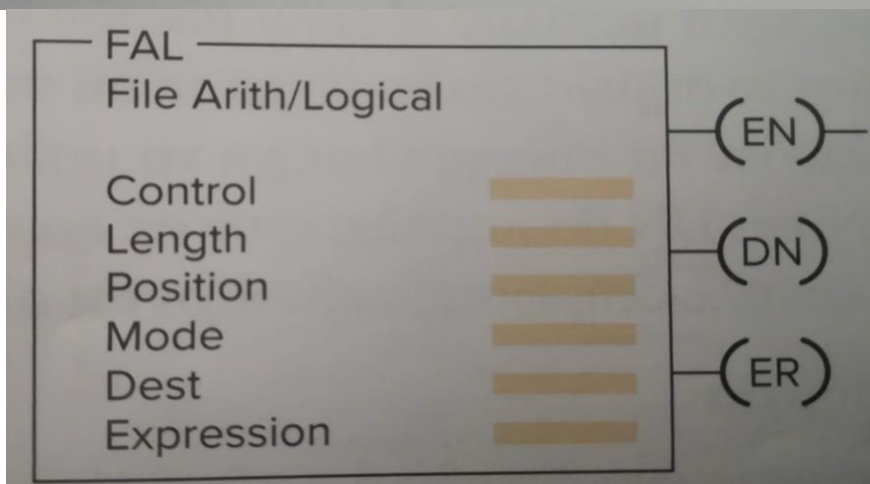 FAL
File Arith/Logical
EN
Control
Length
DN
Position
Mode
ER
Dest
Expression